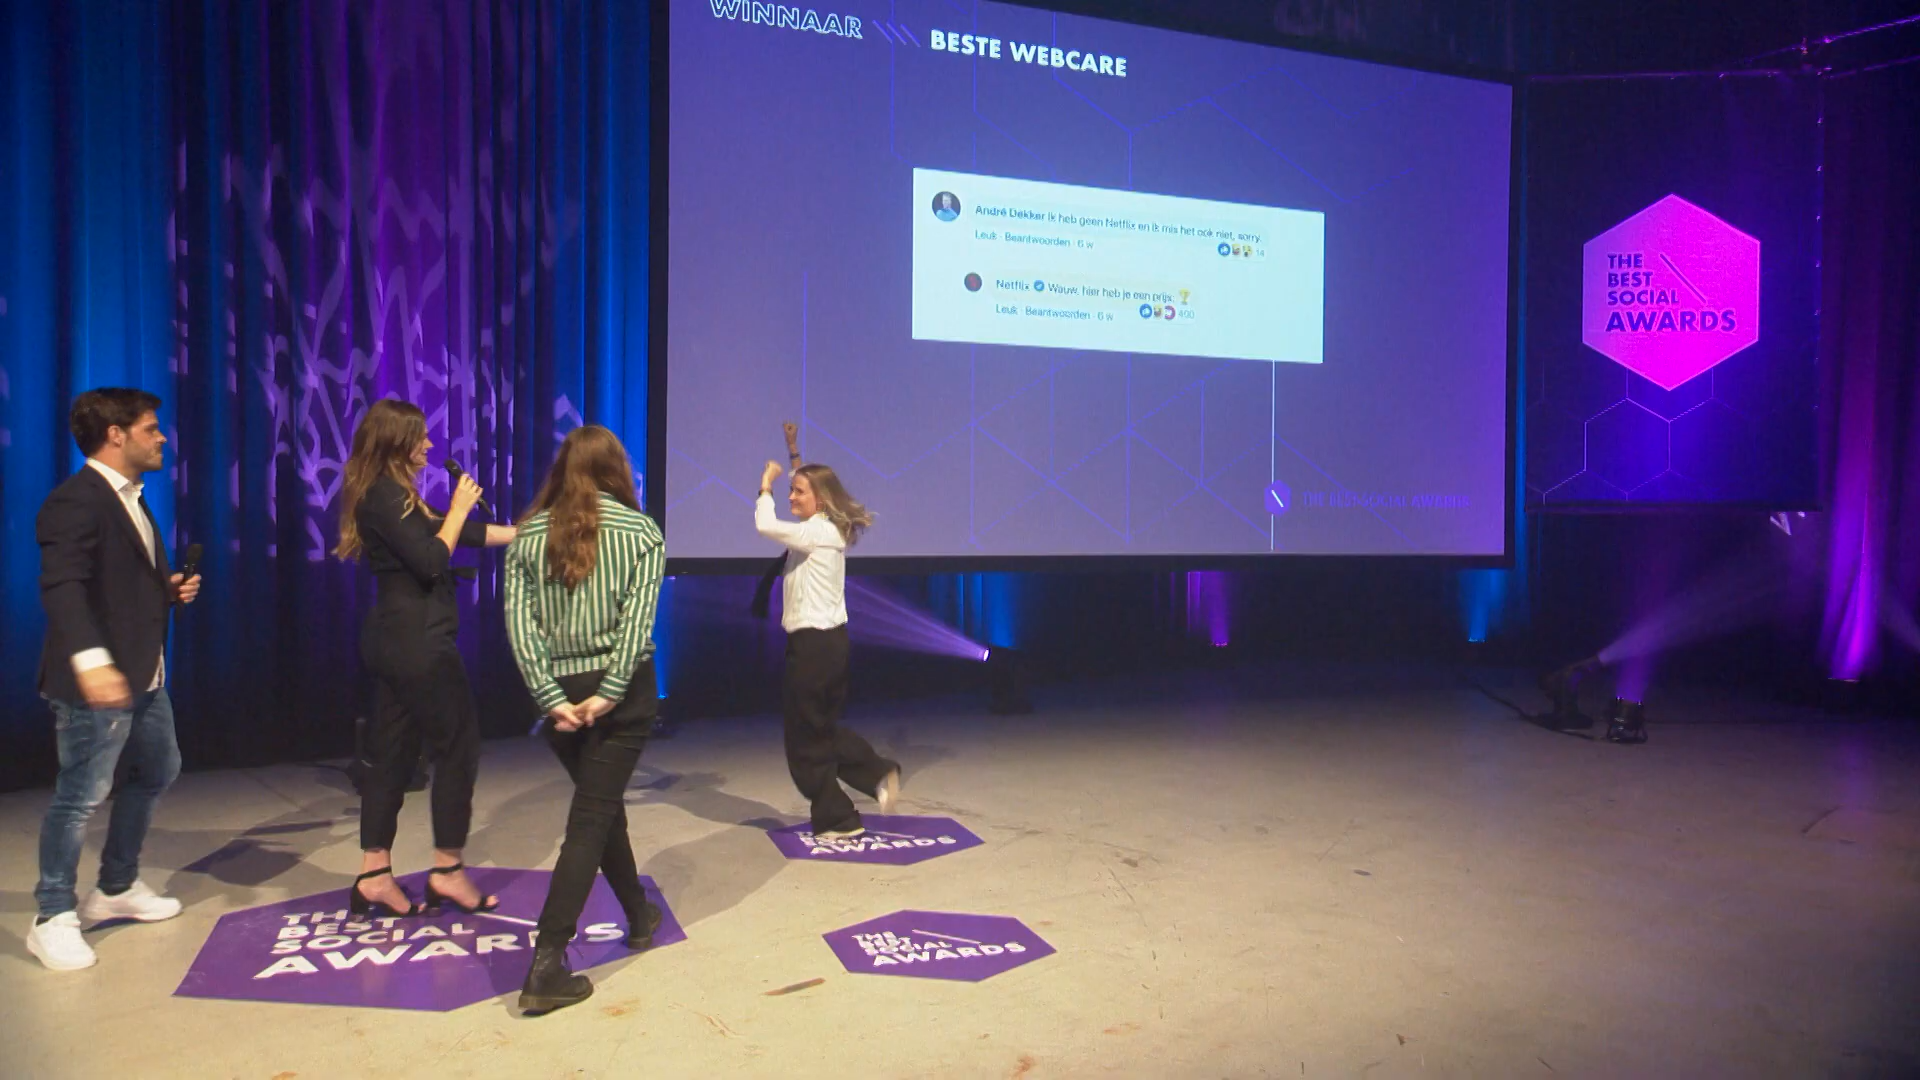 WINNAAR
BESTE WEBCARE
André Dekker Ik heb geen Netflix en ik mis het ook niet, sorry.
Leuk · Beantwoorden · 6 w
14
Netflix Wauw, hier heb je een prijs: 🏆
Leuk · Beantwoorden · 6 w
400
THE BEST SOCIAL AWARDS
THE
BEST
SOCIAL
AWARDS
THE
BEST
SOCIAL
AWARDS
SOCIAL
AWARDS
THE
BEST
SOCIAL
AWARDS